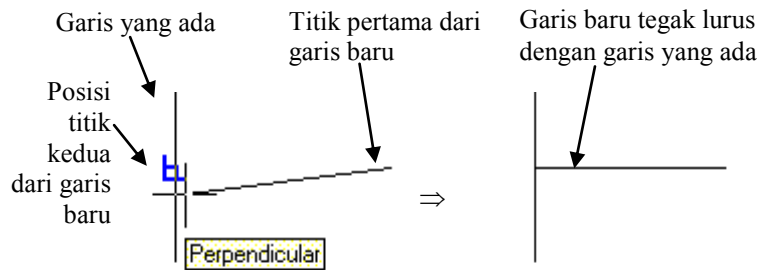 Garis yang ada
Titik pertama dari
garis baru
Garis baru tegak lurus
dengan garis yang ada
Posisi
titik
kedua
dari garis
baru
⇒
Perpendicular